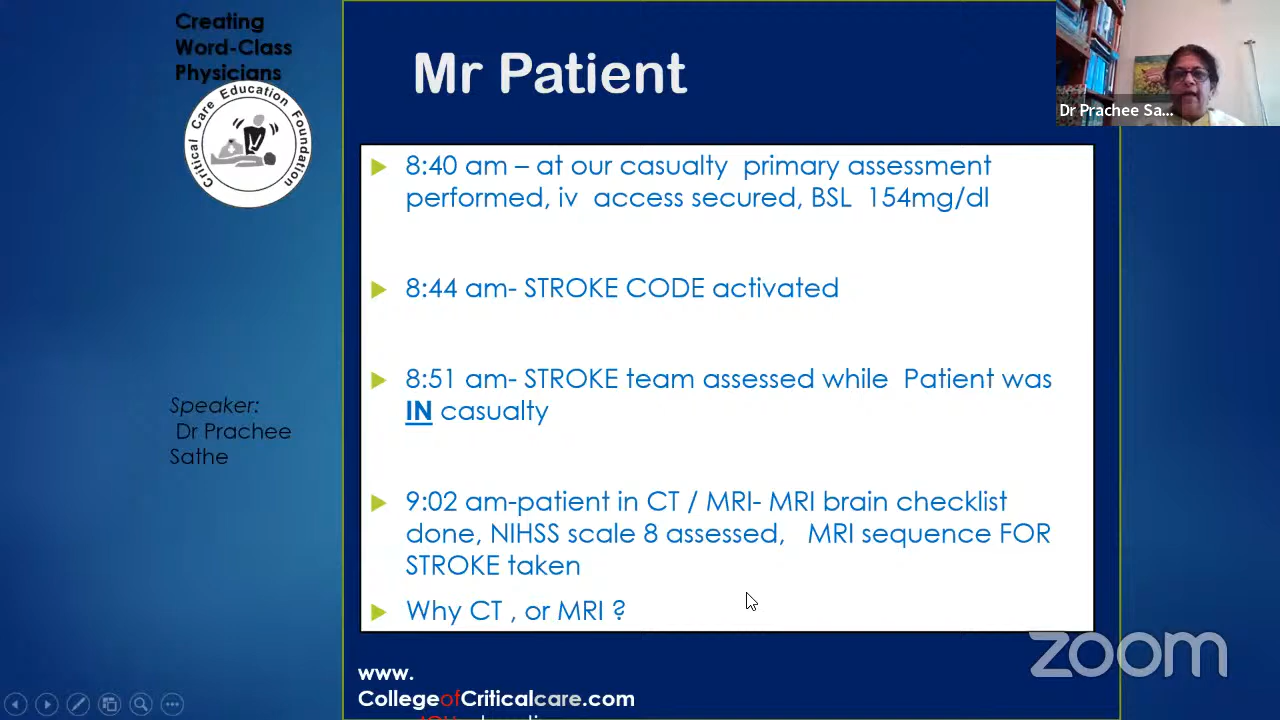 Creating
Word-Class
Physicians
Critical Care Education Foundation
Mr Patient
Dr Prachee Sa...
8:40 am – at our casualty primary assessment
performed, iv access secured, BSL 154mg/dl
8:44 am- STROKE CODE activated
8:51 am- STROKE team assessed while Patient was
IN casualty
Speaker:
Dr Prachee
Sathe
9:02 am-patient in CT / MRI- MRI brain checklist
done, NIHSS scale 8 assessed, MRI sequence FOR
STROKE taken
Why CT , or MRI ?
zoom
www.
CollegeofCriticalcare.com